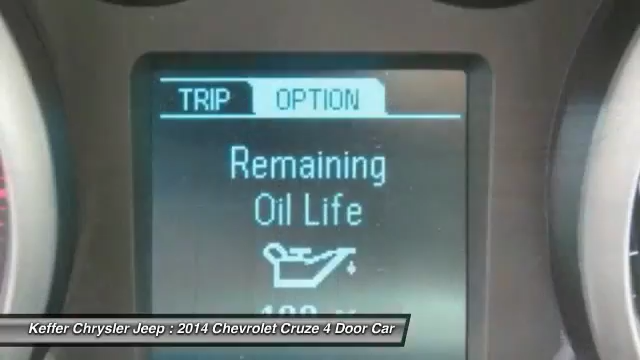 TRIP OPTION
Remaining
Oil Life
Keffer Chrysler Jeep : 2014 Chevrolet Cruze 4 Door Car